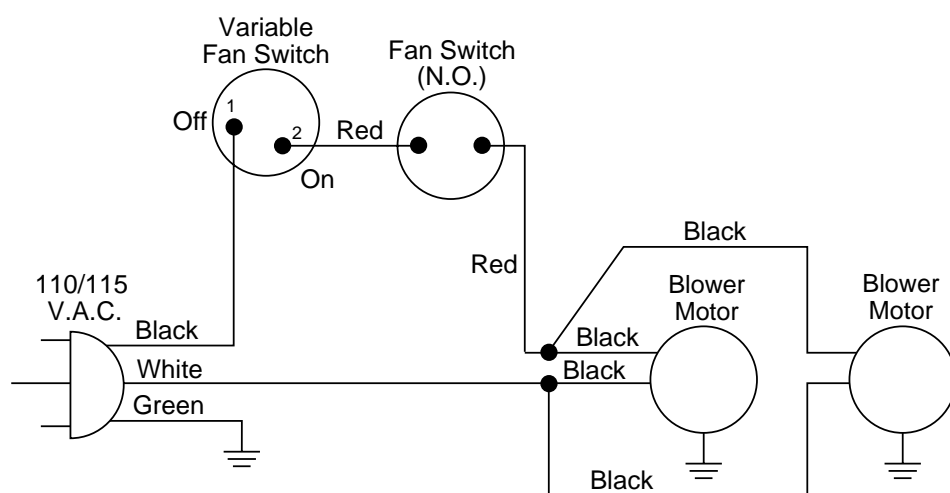 Variable
Fan Switch
Fan Switch
(N.O.)
1
Off
2
Red
On
Black
Red
110/115
V.A.C.
Blower
Motor
Blower
Motor
Black
Black
White
Black
Green
Black